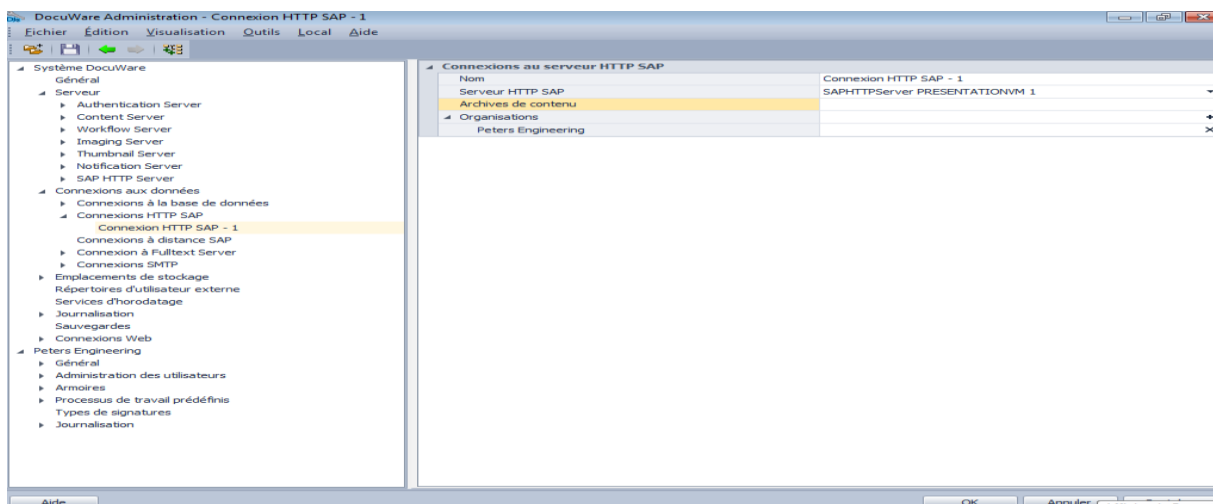 DocuWare Administration - Connexion HTTP SAP - 1
Fichier Édition Visualisation Outils Local Aide
Système DocuWare
Général
Serveur
Authentication Server
Content Server
Workflow Server
Imaging Server
Thumbnail Server
Notification Server
SAP HTTP Server
Connexions aux données
Connexions à la base de données
Connexions HTTP SAP
Connexion HTTP SAP - 1
Connexions à distance SAP
Connexion à Fulltext Server
Connexions SMTP
Emplacements de stockage
Répertoires d'utilisateur externe
Services d'horodatage
Journalisation
Sauvegardes
Connexions Web
Peters Engineering
Général
Administration des utilisateurs
Armoires
Processus de travail prédéfinis
Types de signatures
Journalisation
Connexions au serveur HTTP SAP
Nom Connexion HTTP SAP - 1
Serveur HTTP SAP SAPHTTPServer PRESENTATIONVM 1
Archives de contenu
Organisations
Peters Engineering
Aide OK Annuler